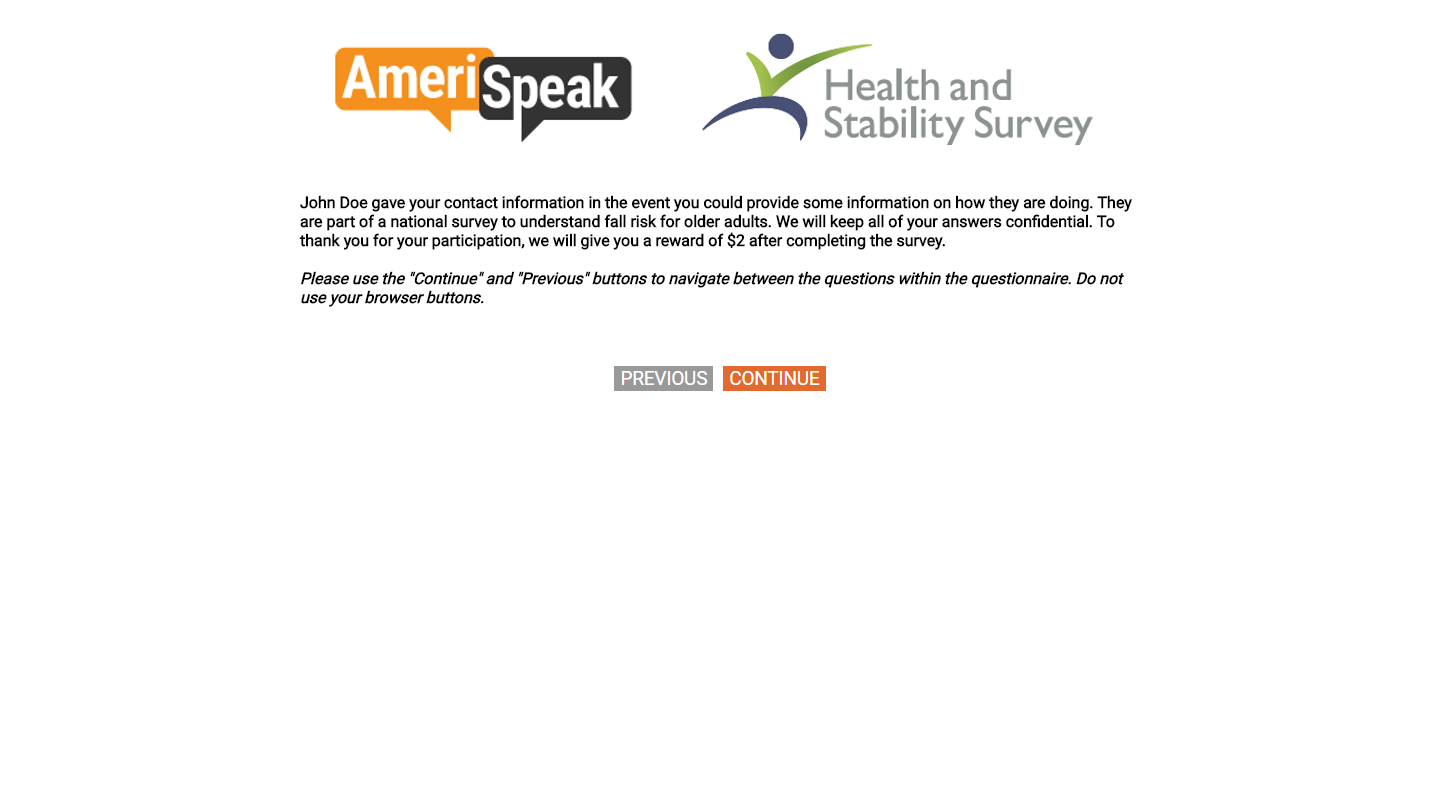 AmeriSpeak
Health and
Stability Survey
John Doe gave your contact information in the event you could provide some information on how they are doing. They
are part of a national survey to understand fall risk for older adults. We will keep all of your answers confidential. To
thank you for your participation, we will give you a reward of $2 after completing the survey.
Please use the "Continue" and "Previous" buttons to navigate between the questions within the questionnaire. Do not
use your browser buttons.
PREVIOUS CONTINUE